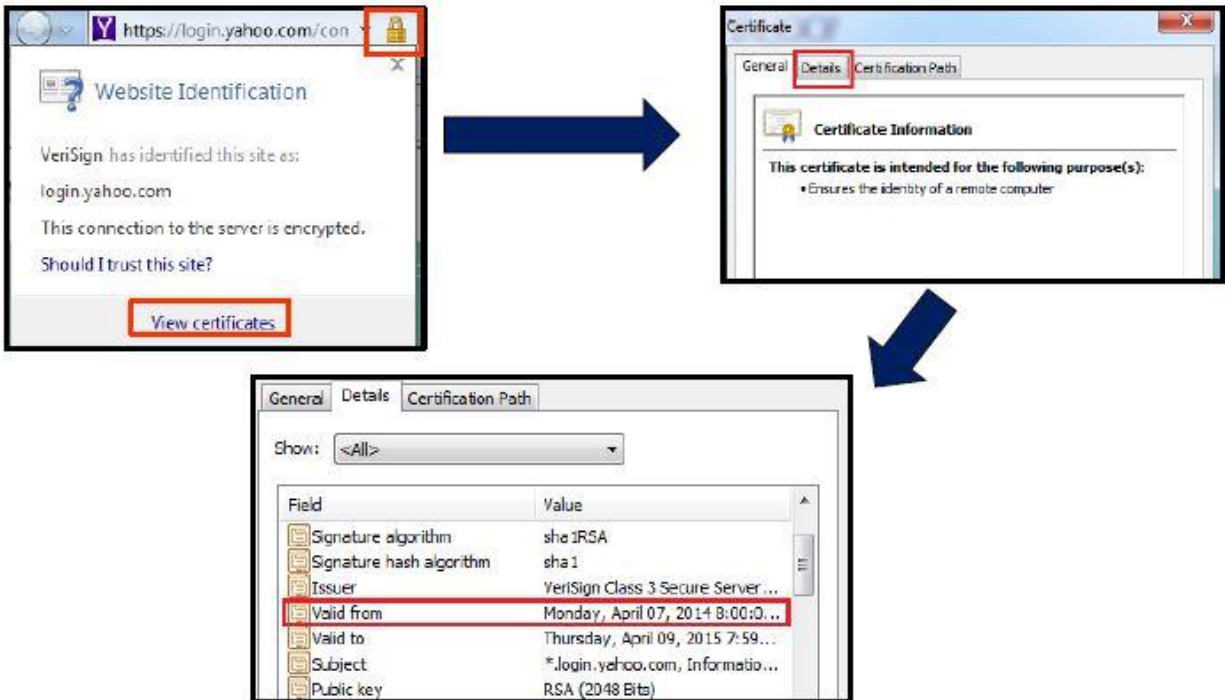 https://login.yahoo.com/con
Website Identification
VeriSign has identified this site as:
login.yahoo.com
This connection to the server is encrypted.
Should I trust this site?
View certificates
Certificate
General Details Certification Path
Certificate Information
This certificate is intended for the following purpose(s):
• Ensures the identity of a remote computer
General Details Certification Path
Show: <All>
Field Value
Signature algorithm sha1RSA
Signature hash algorithm sha1
Issuer VeriSign Class 3 Secure Server ...
Valid from Monday, April 07, 2014 8:00:0...
Valid to Thursday, April 09, 2015 7:59...
Subject *.login.yahoo.com, Informatio...
Public key RSA (2048 Bits)